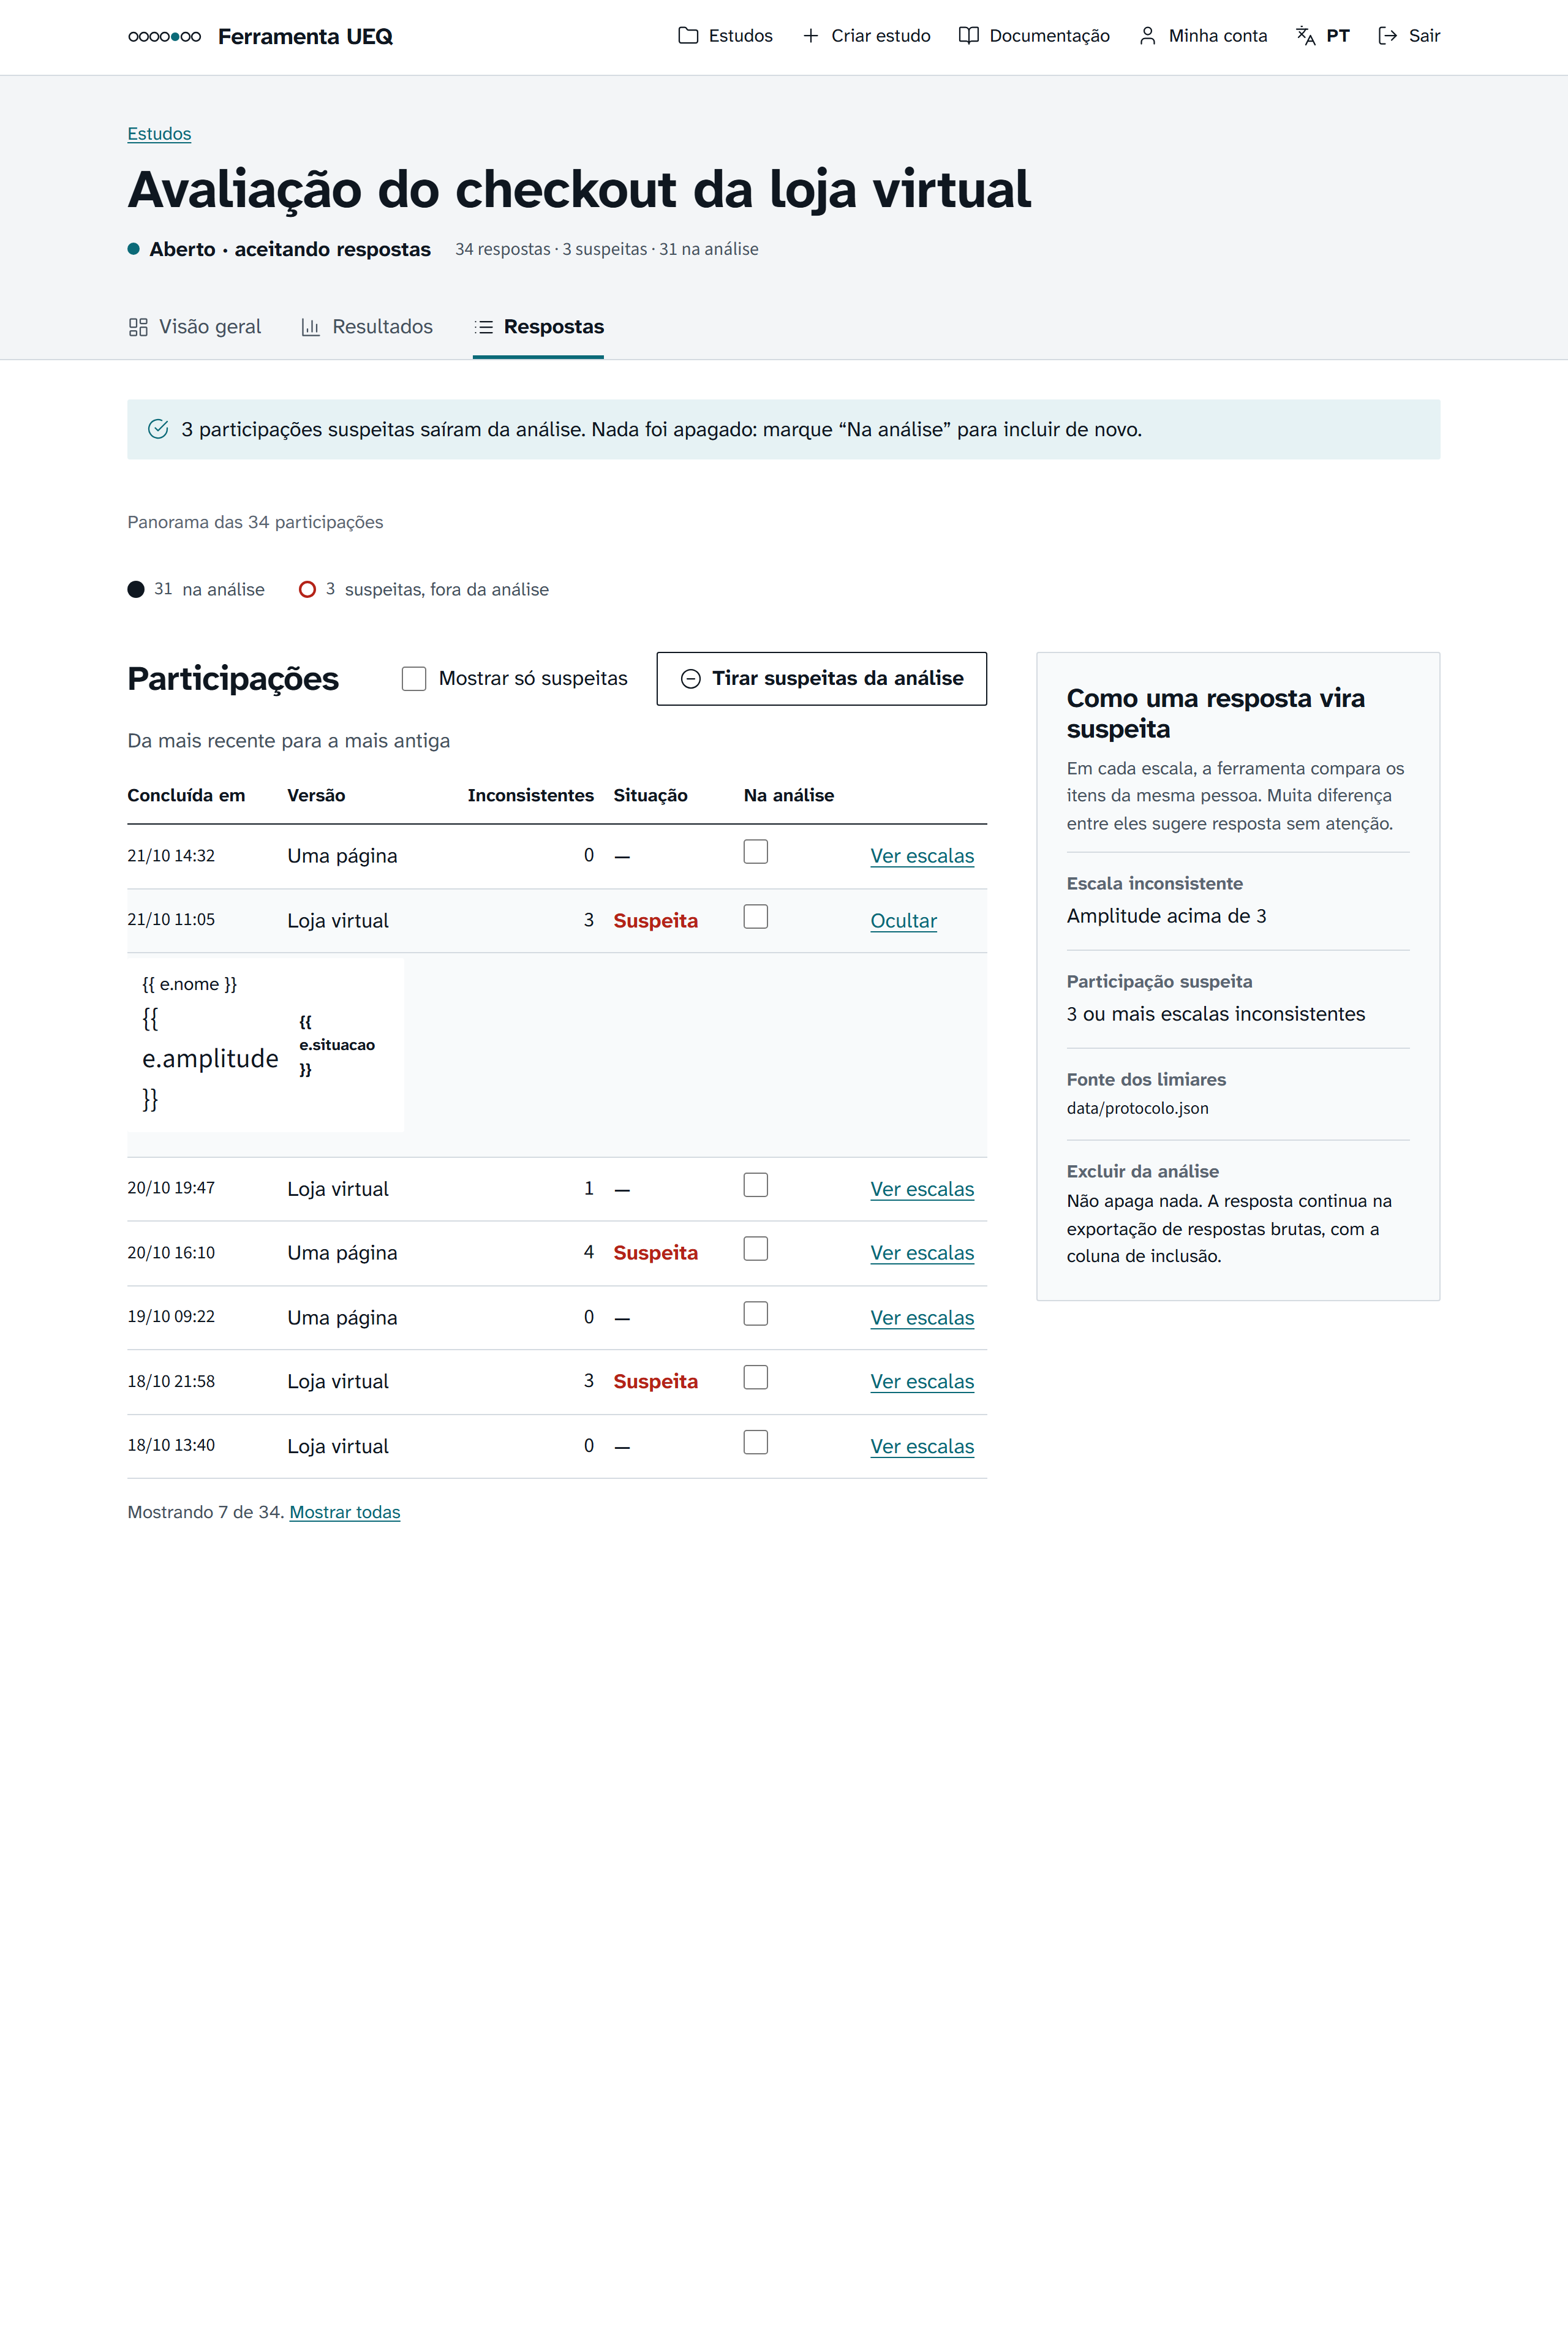 Ferramenta UEQ
Estudos
Criar estudo
Documentação
Minha conta
PT
Sair
Estudos
Avaliação do checkout da loja virtual
Aberto · aceitando respostas
34 respostas · 3 suspeitas · 31 na análise
Visão geral
Resultados
Respostas
3 participações suspeitas saíram da análise. Nada foi apagado: marque “Na análise” para incluir de novo.
Panorama das 34 participações
31 na análise
3 suspeitas, fora da análise
Participações
Mostrar só suspeitas
Tirar suspeitas da análise
Da mais recente para a mais antiga
Concluída em Versão Inconsistentes Situação Na análise
21/10 14:32 Uma página 0 — Ver escalas
21/10 11:05 Loja virtual 3 Suspeita Ocultar
{{ e.nome }}
{{
e.amplitude
}}
{{
e.situacao
}}
20/10 19:47 Loja virtual 1 — Ver escalas
20/10 16:10 Uma página 4 Suspeita Ver escalas
19/10 09:22 Uma página 0 — Ver escalas
18/10 21:58 Loja virtual 3 Suspeita Ver escalas
18/10 13:40 Loja virtual 0 — Ver escalas
Mostrando 7 de 34. Mostrar todas
Como uma resposta vira
suspeita
Em cada escala, a ferramenta compara os
itens da mesma pessoa. Muita diferença
entre eles sugere resposta sem atenção.
Escala inconsistente
Amplitude acima de 3
Participação suspeita
3 ou mais escalas inconsistentes
Fonte dos limiares
data/protocolo.json
Excluir da análise
Não apaga nada. A resposta continua na
exportação de respostas brutas, com a
coluna de inclusão.